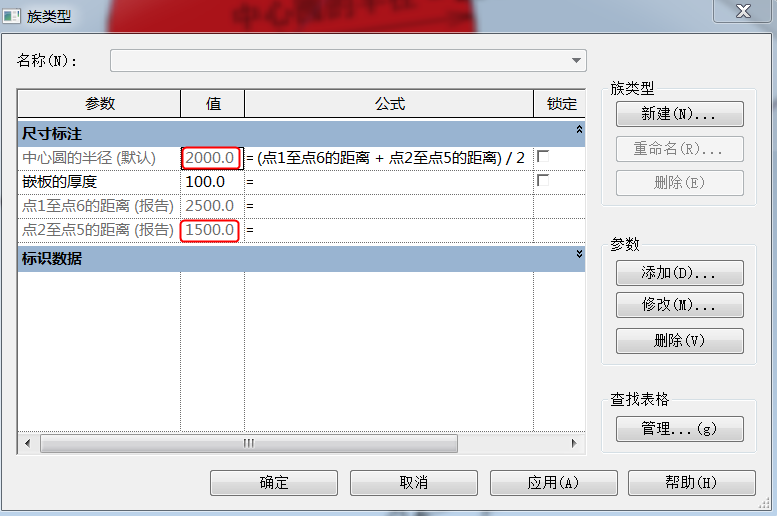 族类型
名称(N)：
参数 值 公式 锁定
尺寸标注
中心圆的半径 (默认) 2000.0 = (点1至点6的距离 + 点2至点5的距离) / 2
嵌板的厚度 100.0 =
点1至点6的距离 (报告) 2500.0 =
点2至点5的距离 (报告) 1500.0 =
标识数据
族类型
新建(N)...
重命名(R)...
删除(E)
参数
添加(D)...
修改(M)...
删除(V)
查找表格
管理...(g)
确定 取消 应用(A) 帮助(H)